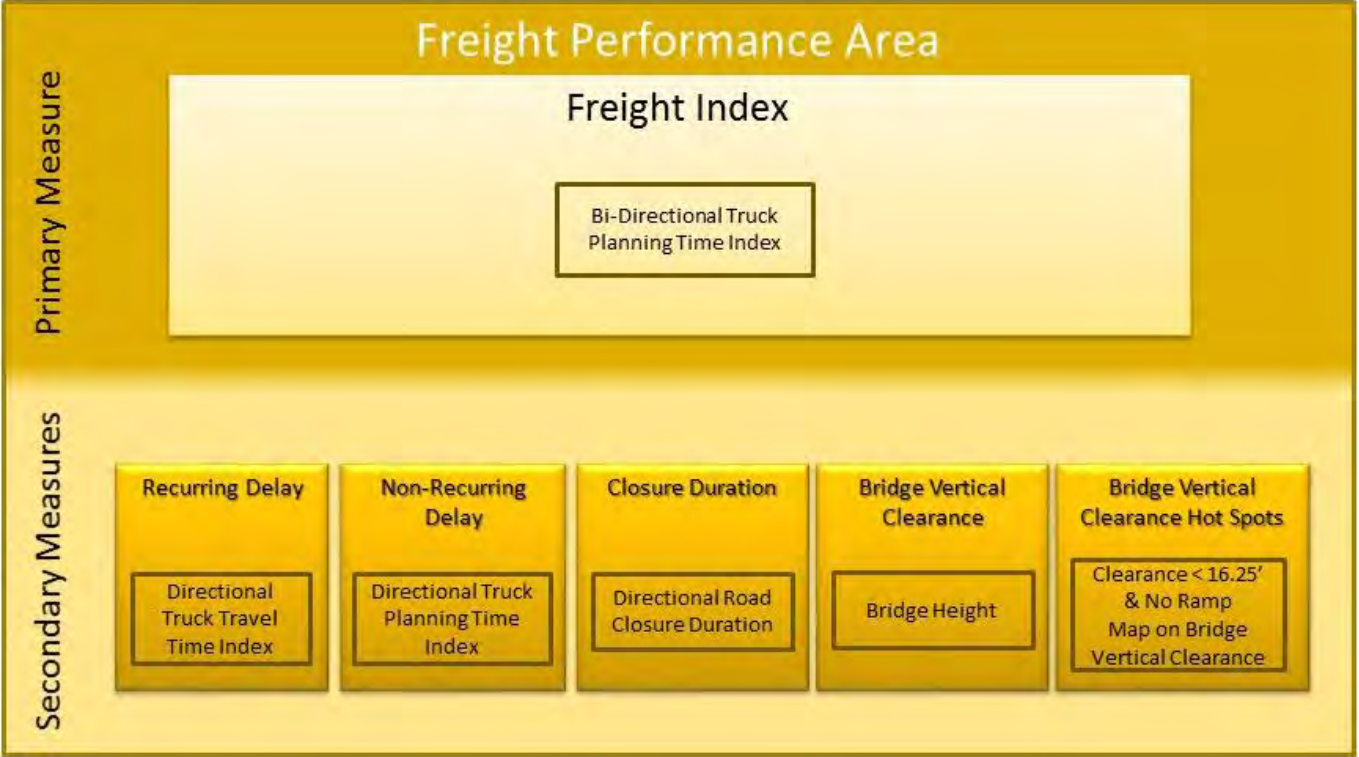 Freight Performance Area
Primary Measure
Freight Index
Bi-Directional Truck
Planning Time Index
Secondary Measures
Recurring Delay
Directional
Truck Travel
Time Index
Non-Recurring
Delay
Directional Truck
Planning Time
Index
Closure Duration
Directional Road
Closure Duration
Bridge Vertical
Clearance
Bridge Height
Bridge Vertical
Clearance Hot Spots
Clearance < 16.25’
& No Ramp
Map on Bridge
Vertical Clearance